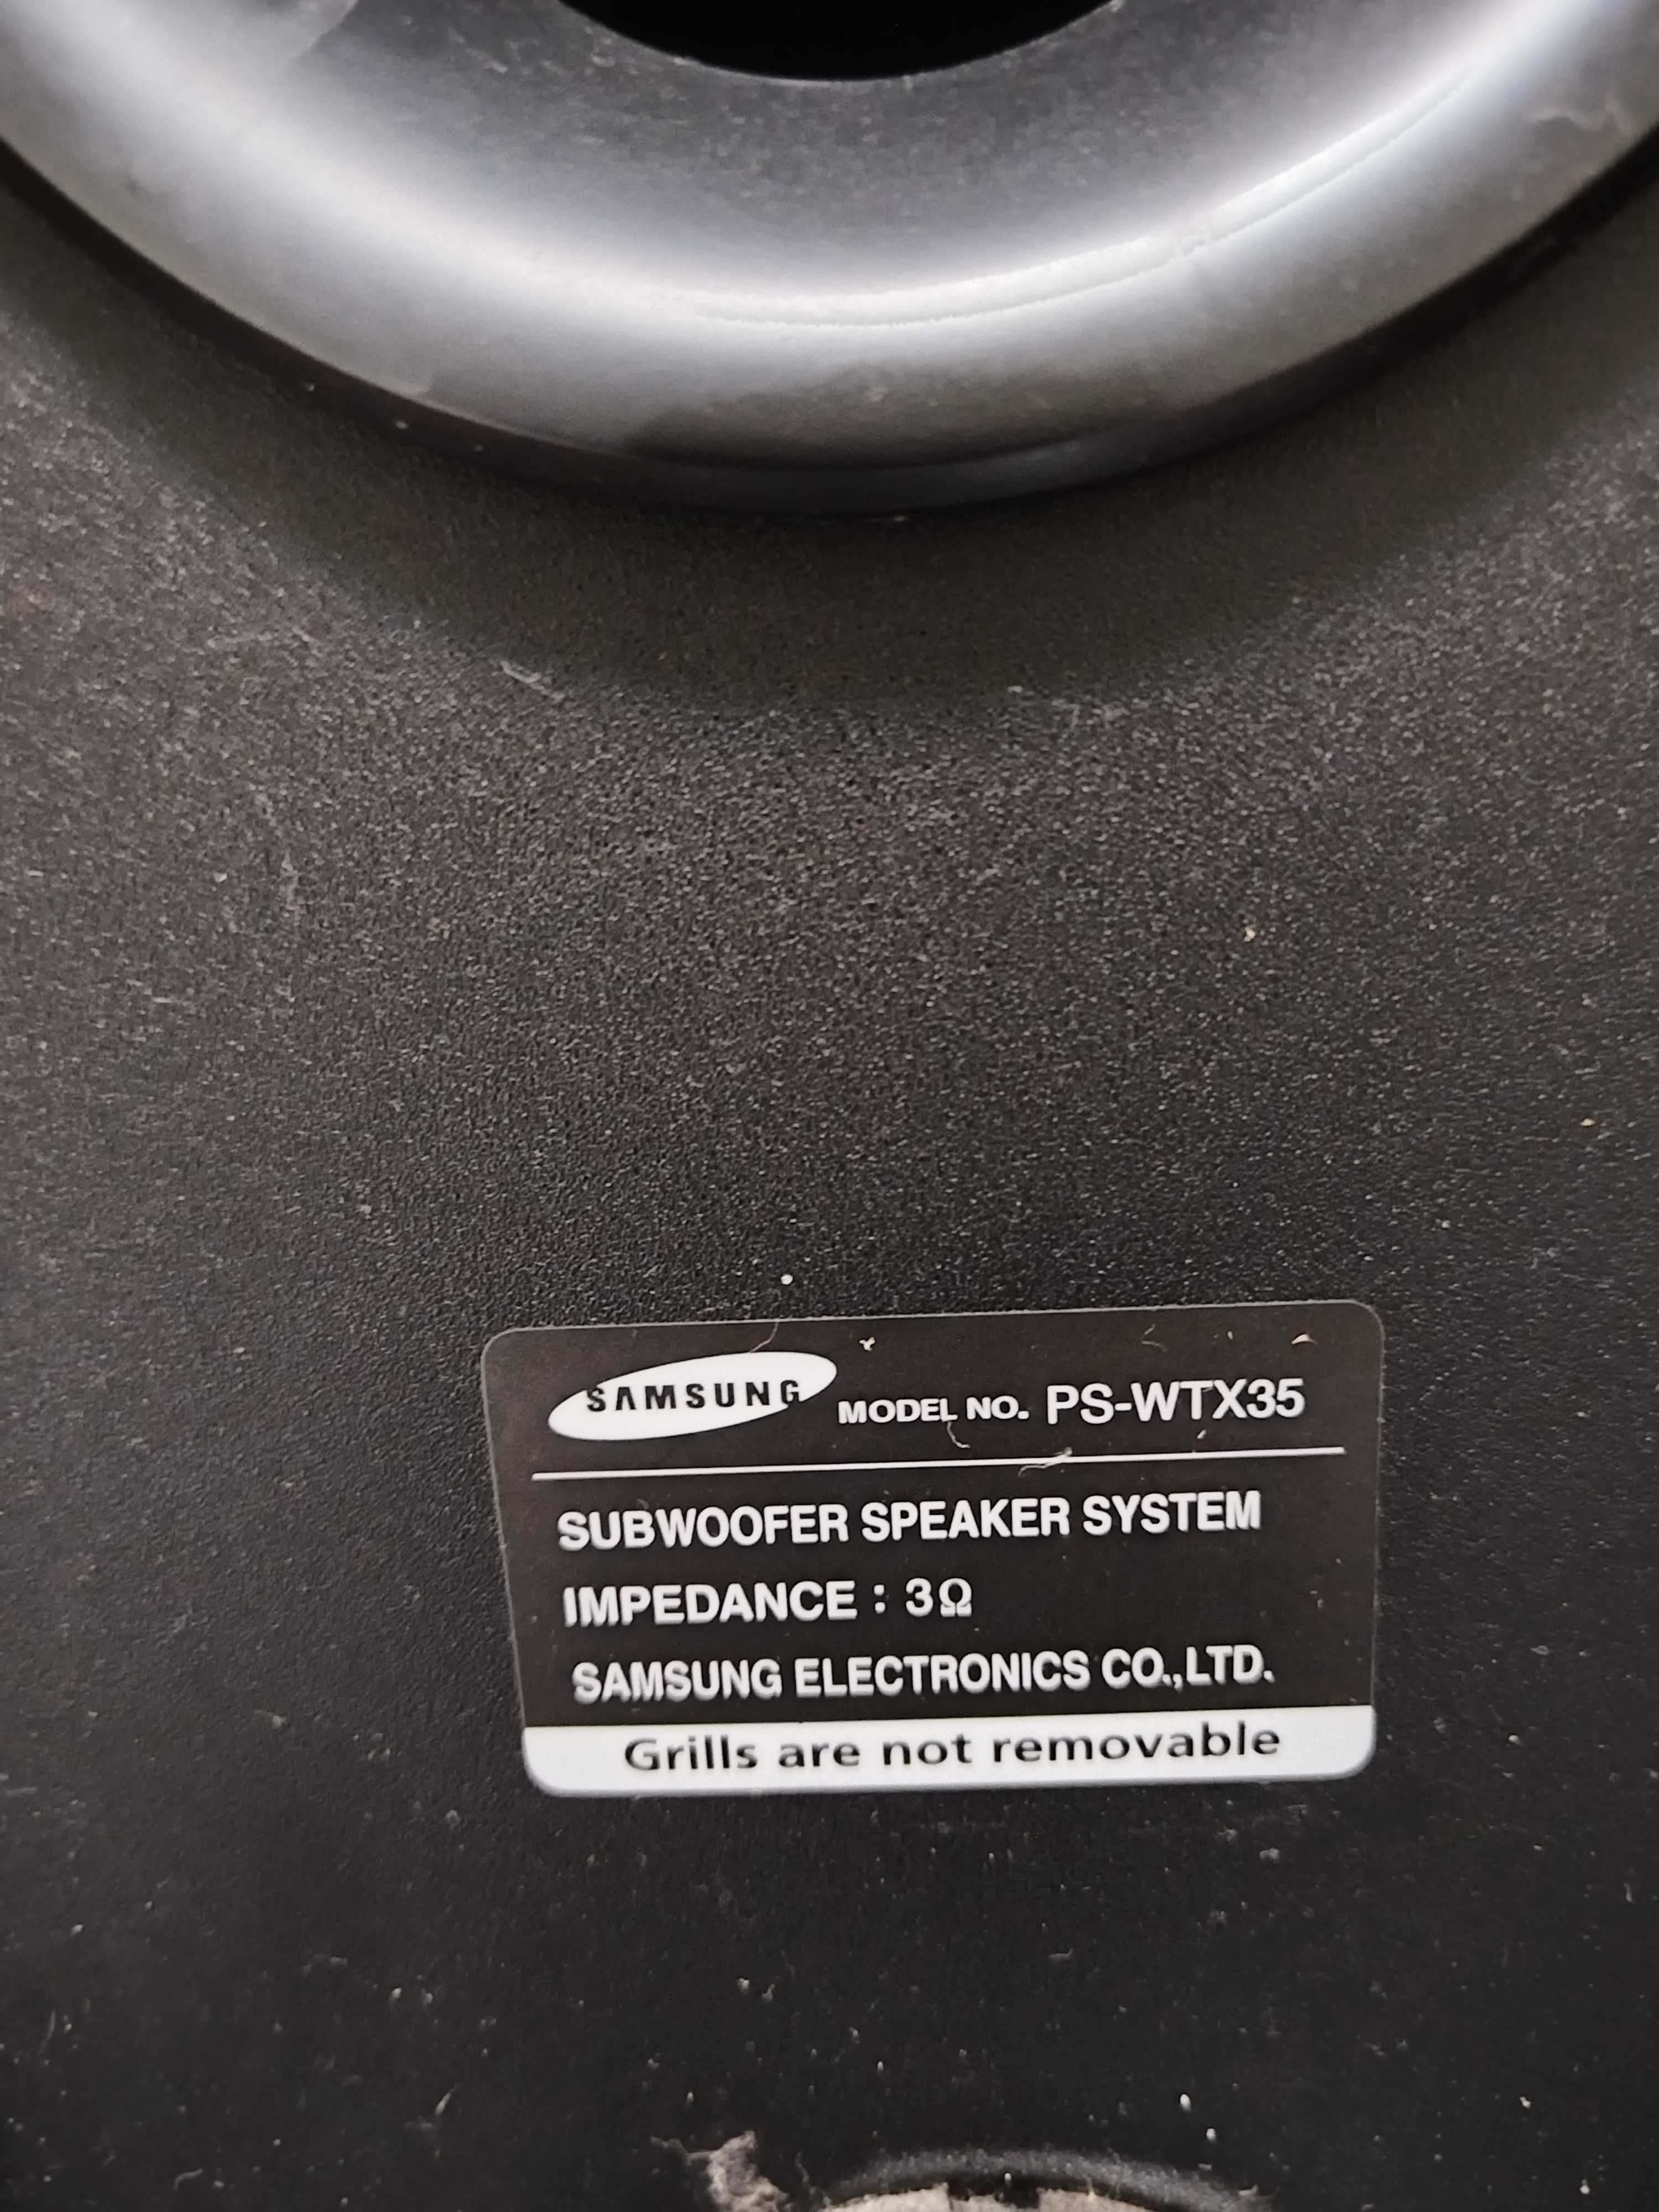 SAMSUNG MODEL NO. PS-WTX35
SUBWOOFER SPEAKER SYSTEM
IMPEDANCE : 3Ω
SAMSUNG ELECTRONICS CO.,LTD.
Grills are not removable